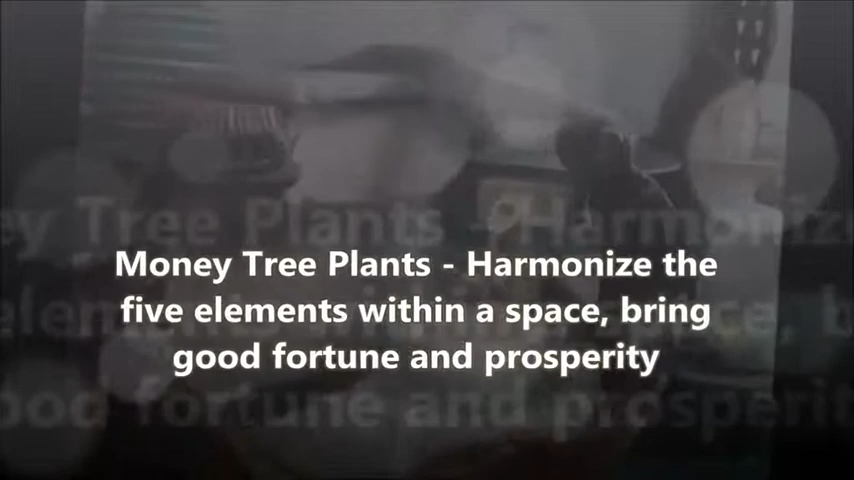 Money Tree Plants - Harmonize the
five elements within a space, bring
good fortune and prosperity